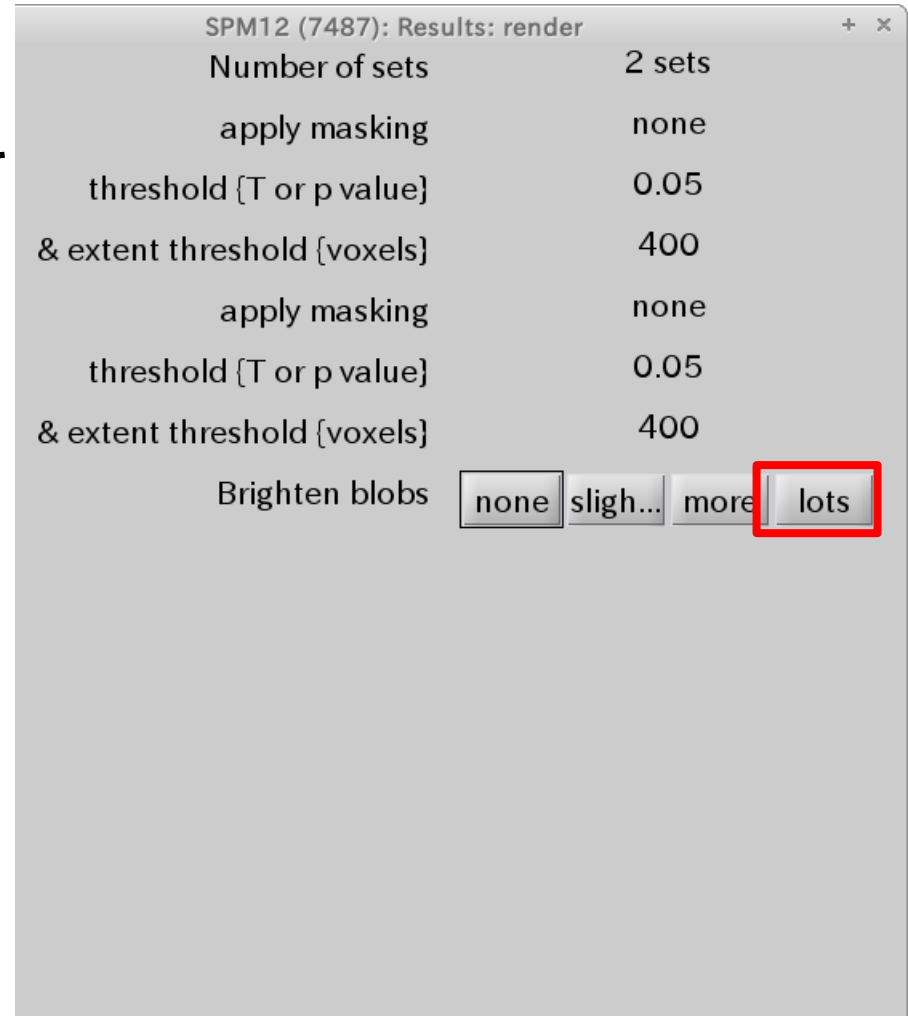 SPM12 (7487): Results: render + ×
Number of sets 2 sets
apply masking none
threshold {T or p value} 0.05
& extent threshold {voxels} 400
apply masking none
threshold {T or p value} 0.05
& extent threshold {voxels} 400
Brighten blobs none sligh... more lots